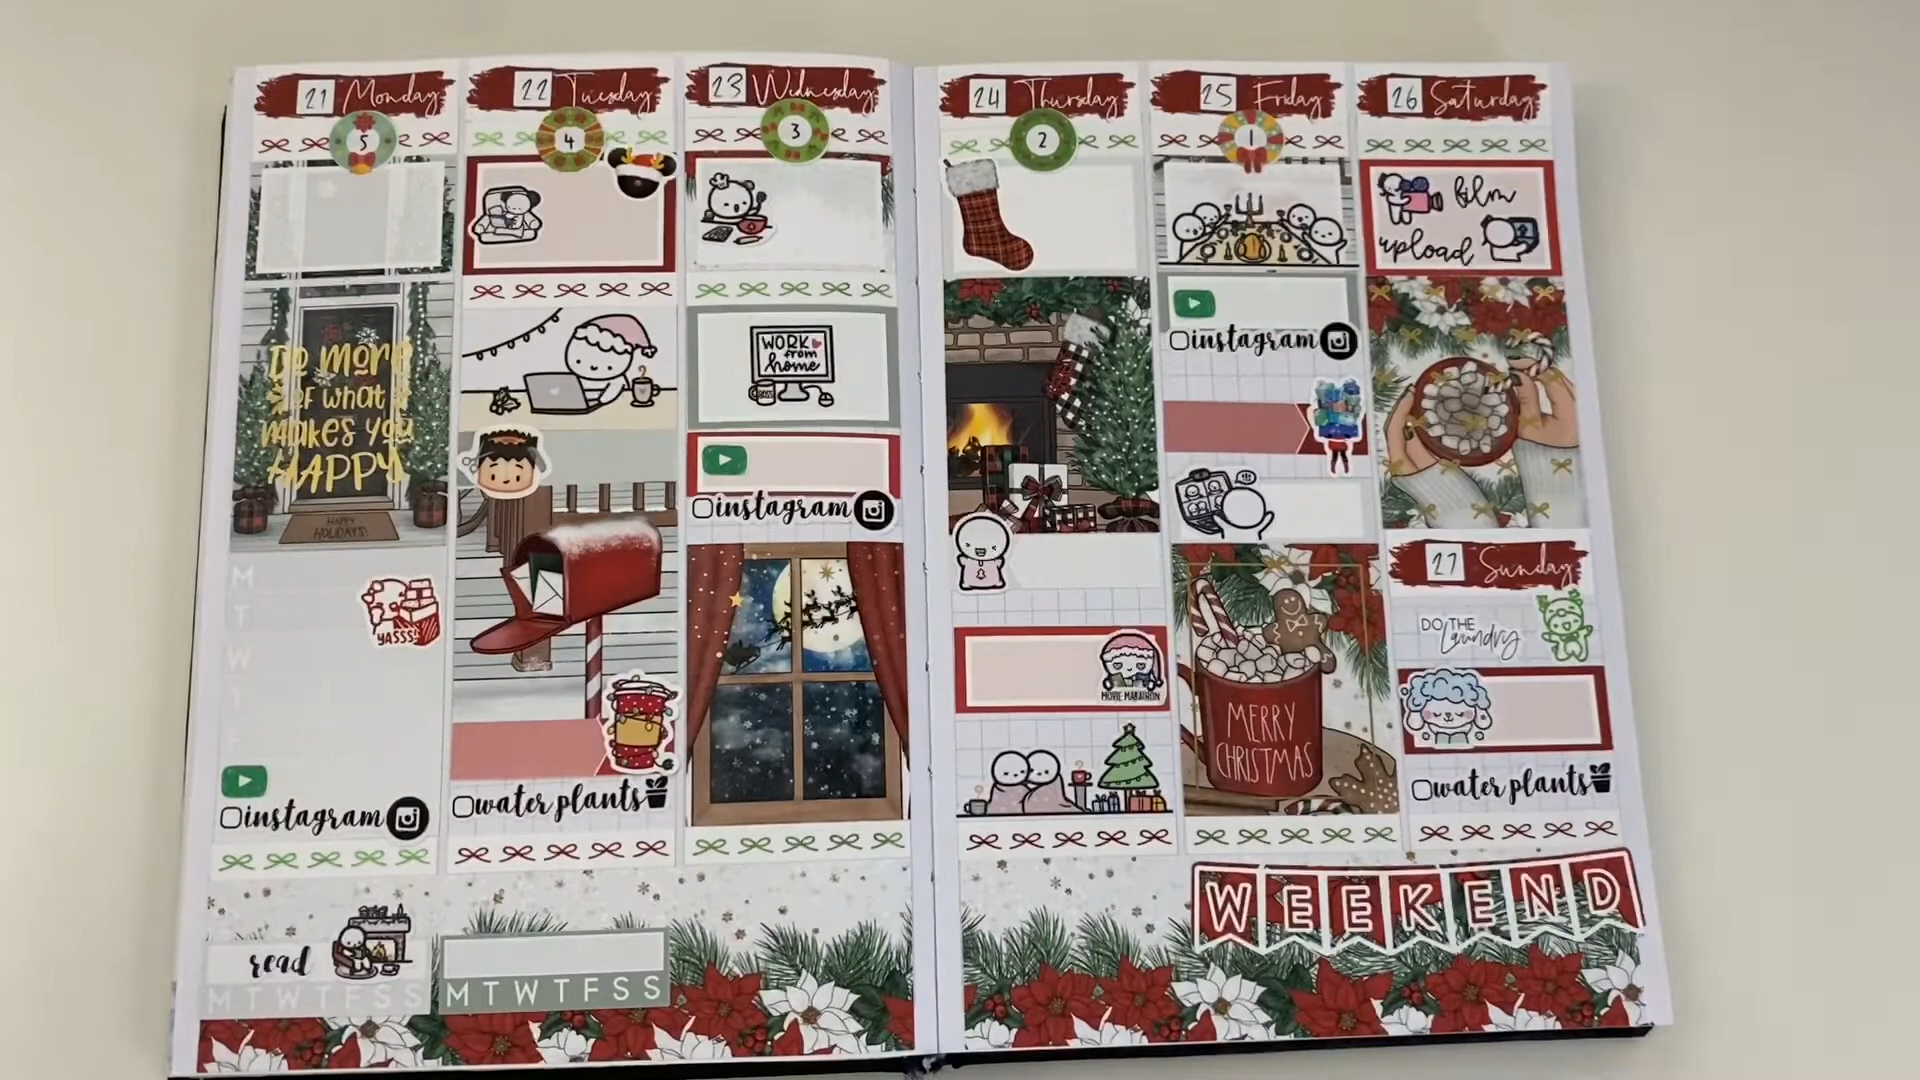 21 Monday
5
Do more
of what
makes you
HAPPY
HAPPY
HOLIDAYS!
M
T
W
T
F
YASSS!
instagram
22 Tuesday
4
water plants
23 Wednesday
3
WORK
from
home
instagram
read
MTWTFSS
MTWTFSS
24 Thursday
2
MOVIE MARATHON
25 Friday
1
instagram
MERRY
CHRISTMAS
26 Saturday
film
upload
27 Sunday
DO THE
Laundry
water plants
WEEKEND